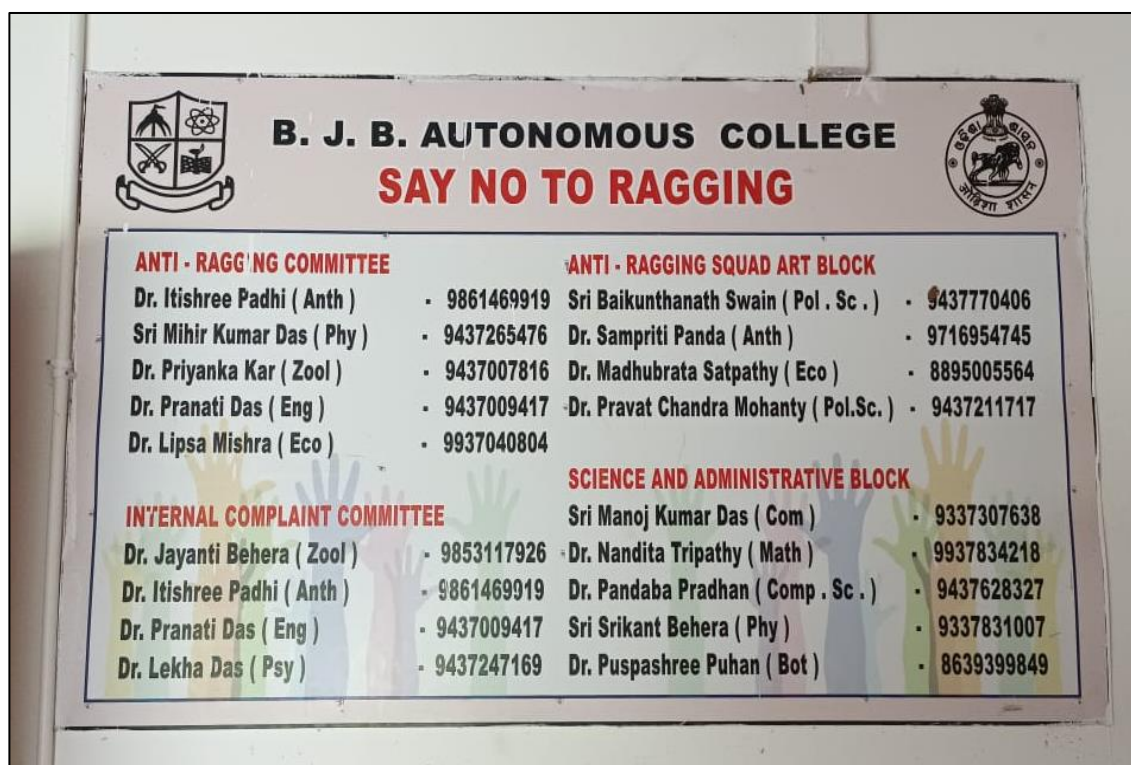 B. J. B. AUTONOMOUS COLLEGE
SAY NO TO RAGGING
ଓଡ଼ିଶା ଶାସନ
ओड़िशा शासन
ANTI - RAGGING COMMITTEE
Dr. Itishree Padhi ( Anth ) - 9861469919
Sri Mihir Kumar Das ( Phy ) - 9437265476
Dr. Priyanka Kar ( Zool ) - 9437007816
Dr. Pranati Das ( Eng ) - 9437009417
Dr. Lipsa Mishra ( Eco ) - 9937040804
INTERNAL COMPLAINT COMMITTEE
Dr. Jayanti Behera ( Zool ) - 9853117926
Dr. Itishree Padhi ( Anth ) - 9861469919
Dr. Pranati Das ( Eng ) - 9437009417
Dr. Lekha Das ( Psy ) - 9437247169
ANTI - RAGGING SQUAD ART BLOCK
Sri Baikunthanath Swain ( Pol . Sc . ) - 9437770406
Dr. Sampriti Panda ( Anth ) - 9716954745
Dr. Madhubrata Satpathy ( Eco ) - 8895005564
Dr. Pravat Chandra Mohanty ( Pol.Sc. ) - 9437211717
SCIENCE AND ADMINISTRATIVE BLOCK
Sri Manoj Kumar Das ( Com ) - 9337307638
Dr. Nandita Tripathy ( Math ) - 9937834218
Dr. Pandaba Pradhan ( Comp . Sc . ) - 9437628327
Sri Srikant Behera ( Phy ) - 9337831007
Dr. Puspashree Puhan ( Bot ) - 8639399849